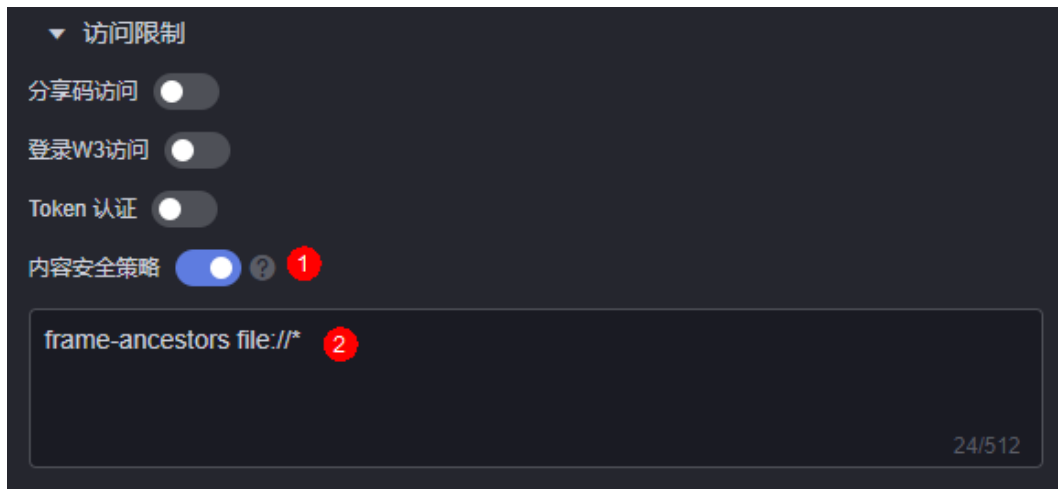 访问限制
分享码访问
登录W3访问
Token 认证
内容安全策略 ? 1
frame-ancestors file://* 2
24/512